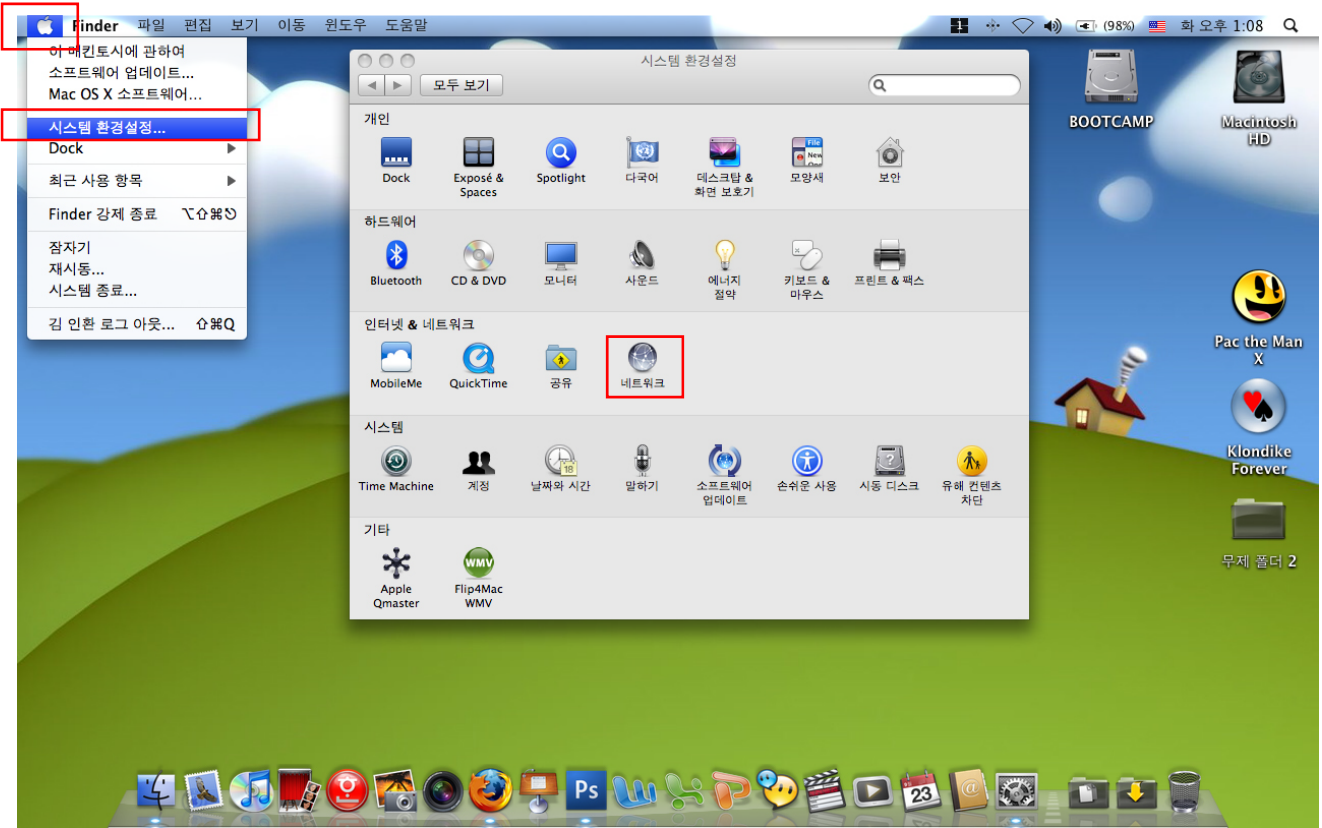 Finder 파일 편집 보기 이동 윈도우 도움말
1 (98%) 화 오후 1:08
이 매킨토시에 관하여
소프트웨어 업데이트...
Mac OS X 소프트웨어...
시스템 환경설정...
Dock
최근 사용 항목
Finder 강제 종료 ⌥⇧⌘⎋
잠자기
재시동...
시스템 종료...
김 인환 로그 아웃... ⇧⌘Q
시스템 환경설정
모두 보기
개인
Dock
Exposé &
Spaces
Spotlight
다국어
데스크탑 &
화면 보호기
File
New
모양새
보안
하드웨어
Bluetooth
CD & DVD
모니터
사운드
에너지
절약
키보드 &
마우스
프린트 & 팩스
인터넷 & 네트워크
MobileMe
QuickTime
공유
네트워크
시스템
Time Machine
계정
18
날짜와 시간
말하기
소프트웨어
업데이트
손쉬운 사용
?
시동 디스크
유해 컨텐츠
차단
기타
Apple
Qmaster
WMV
Flip4Mac
WMV
BOOTCAMP
Macintosh
HD
Pac the Man
X
Klondike
Forever
무제 폴더 2
Ps
23
@